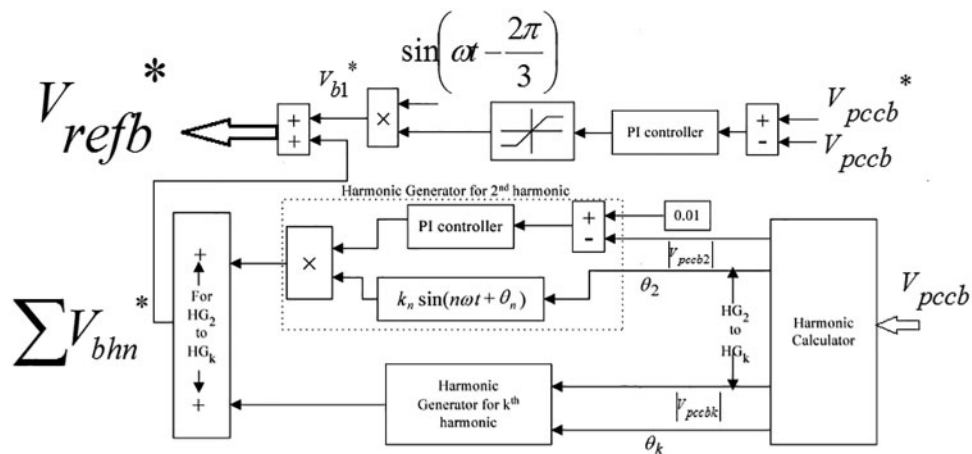 sin(ωt − 2π/3)
V_refb*
V_b1*
+
+
×
PI controller
+
-
V_pccb*
V_pccb
Harmonic Generator for 2nd harmonic
PI controller
+
-
0.01
×
k_n sin(nωt + θ_n)
|V_pccb2|
θ_2
∑V_bhn*
+
For
HG_2
to
HG_k
+
HG_2
to
HG_k
Harmonic
Calculator
V_pccb
Harmonic
Generator for kth
harmonic
|V_pccbk|
θ_k